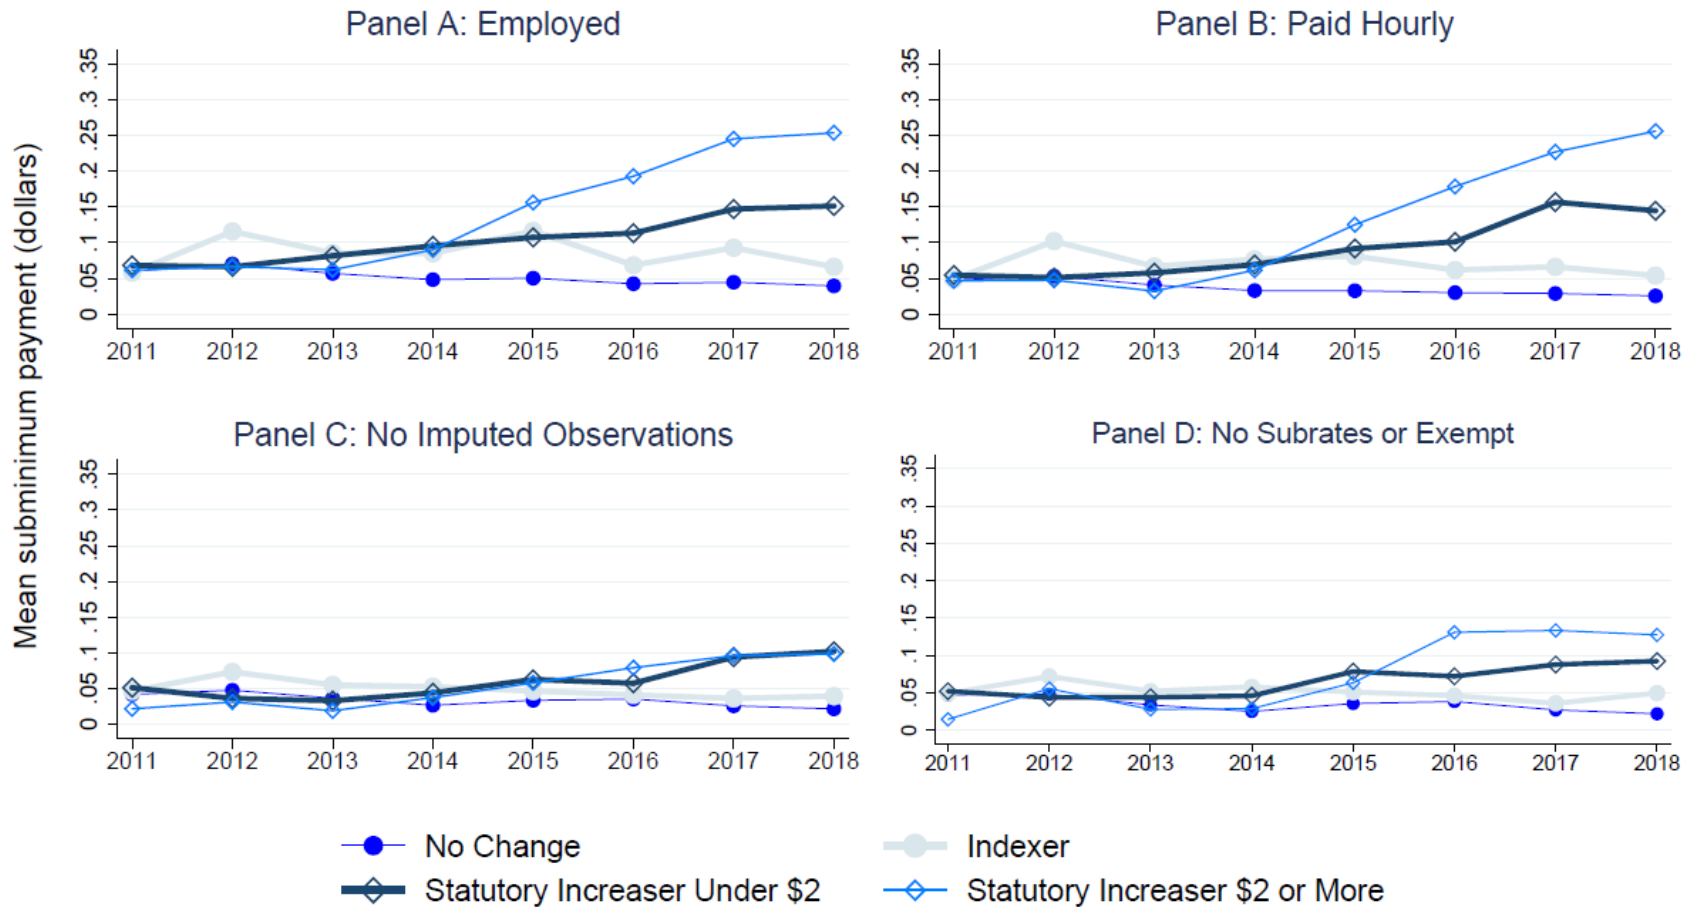 Panel A: Employed
Panel B: Paid Hourly
Mean subminimum payment (dollars)
.35
.3
.25
.2
.15
.1
.05
0
2011 2012 2013 2014 2015 2016 2017 2018
.35
.3
.25
.2
.15
.1
.05
0
2011 2012 2013 2014 2015 2016 2017 2018
Panel C: No Imputed Observations
Panel D: No Subrates or Exempt
.35
.3
.25
.2
.15
.1
.05
0
2011 2012 2013 2014 2015 2016 2017 2018
.35
.3
.25
.2
.15
.1
.05
0
2011 2012 2013 2014 2015 2016 2017 2018
No Change
Indexer
Statutory Increaser Under $2
Statutory Increaser $2 or More